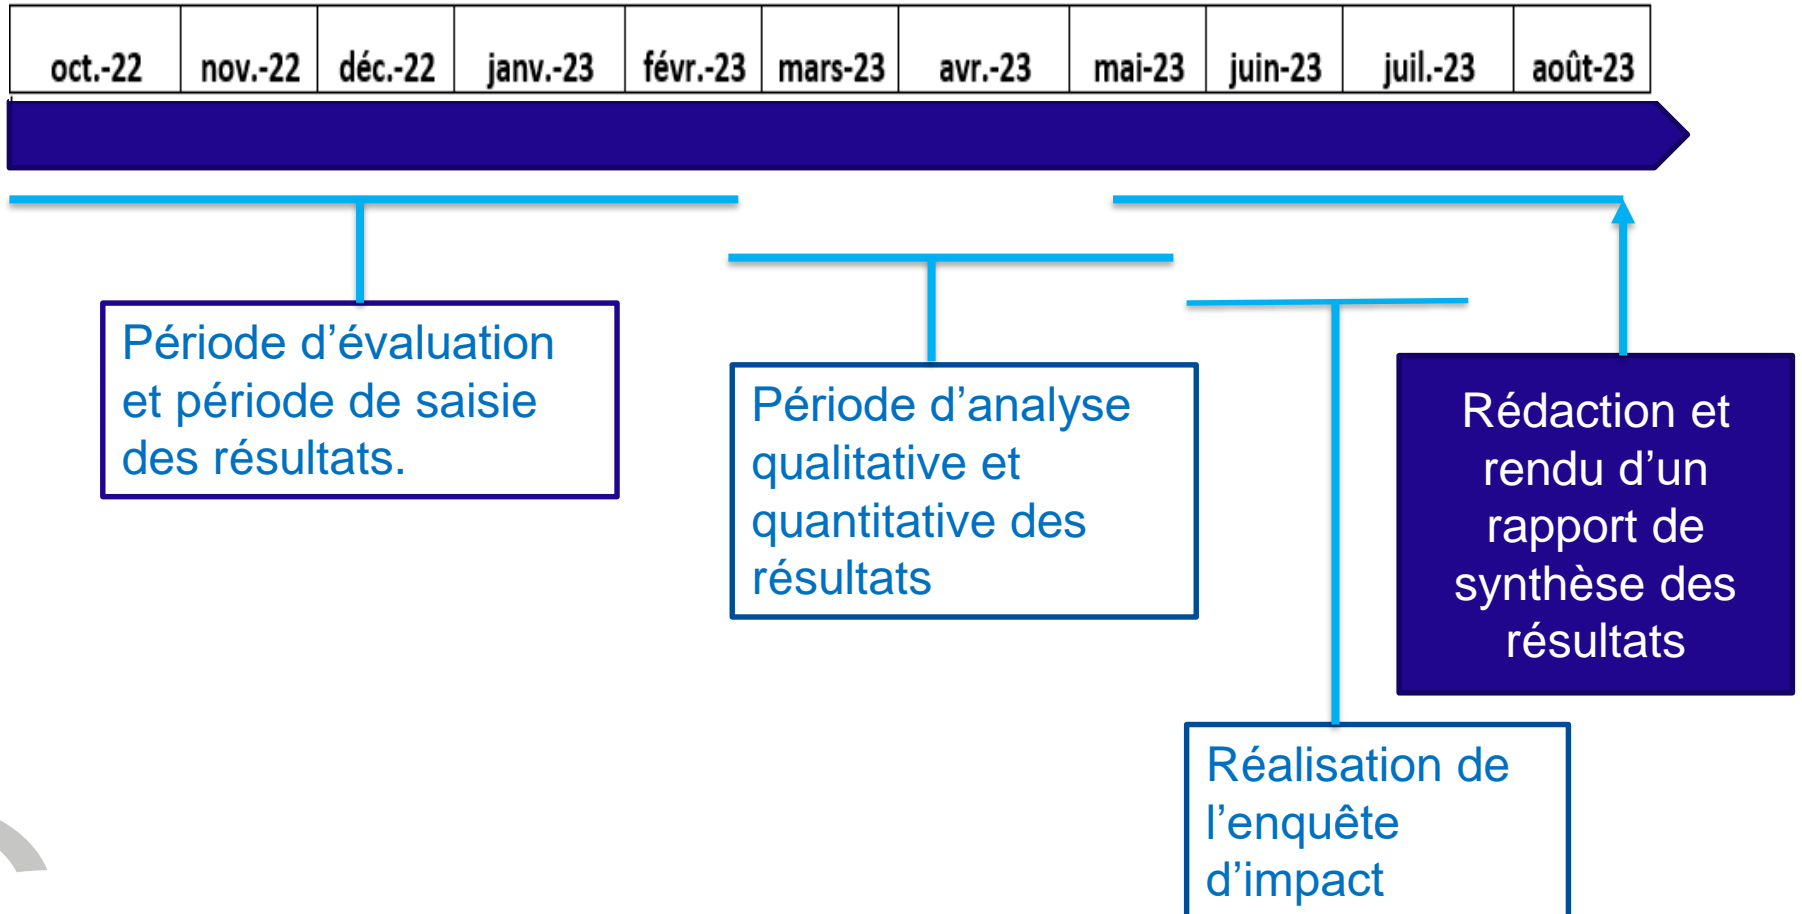 oct.-22 nov.-22 déc.-22 janv.-23 févr.-23 mars-23 avr.-23 mai-23 juin-23 juil.-23 août-23
Période d’évaluation
et période de saisie
des résultats.
Période d’analyse
qualitative et
quantitative des
résultats
Réalisation de
l’enquête
d’impact
Rédaction et
rendu d’un
rapport de
synthèse des
résultats